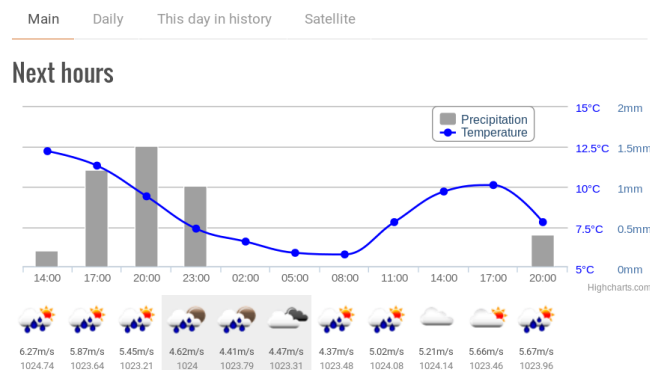 Main Daily This day in history Satellite
Next hours
15°C 2mm
Precipitation
Temperature
12.5°C 1.5mm
10°C 1mm
7.5°C 0.5mm
5°C 0mm
14:00 17:00 20:00 23:00 02:00 05:00 08:00 11:00 14:00 17:00 20:00
Highcharts.com
6.27m/s 5.87m/s 5.45m/s 4.62m/s 4.41m/s 4.47m/s 4.37m/s 5.02m/s 5.21m/s 5.66m/s 5.67m/s
1024.74 1023.64 1023.21 1024 1023.79 1023.31 1023.48 1024.08 1024.14 1023.46 1023.96